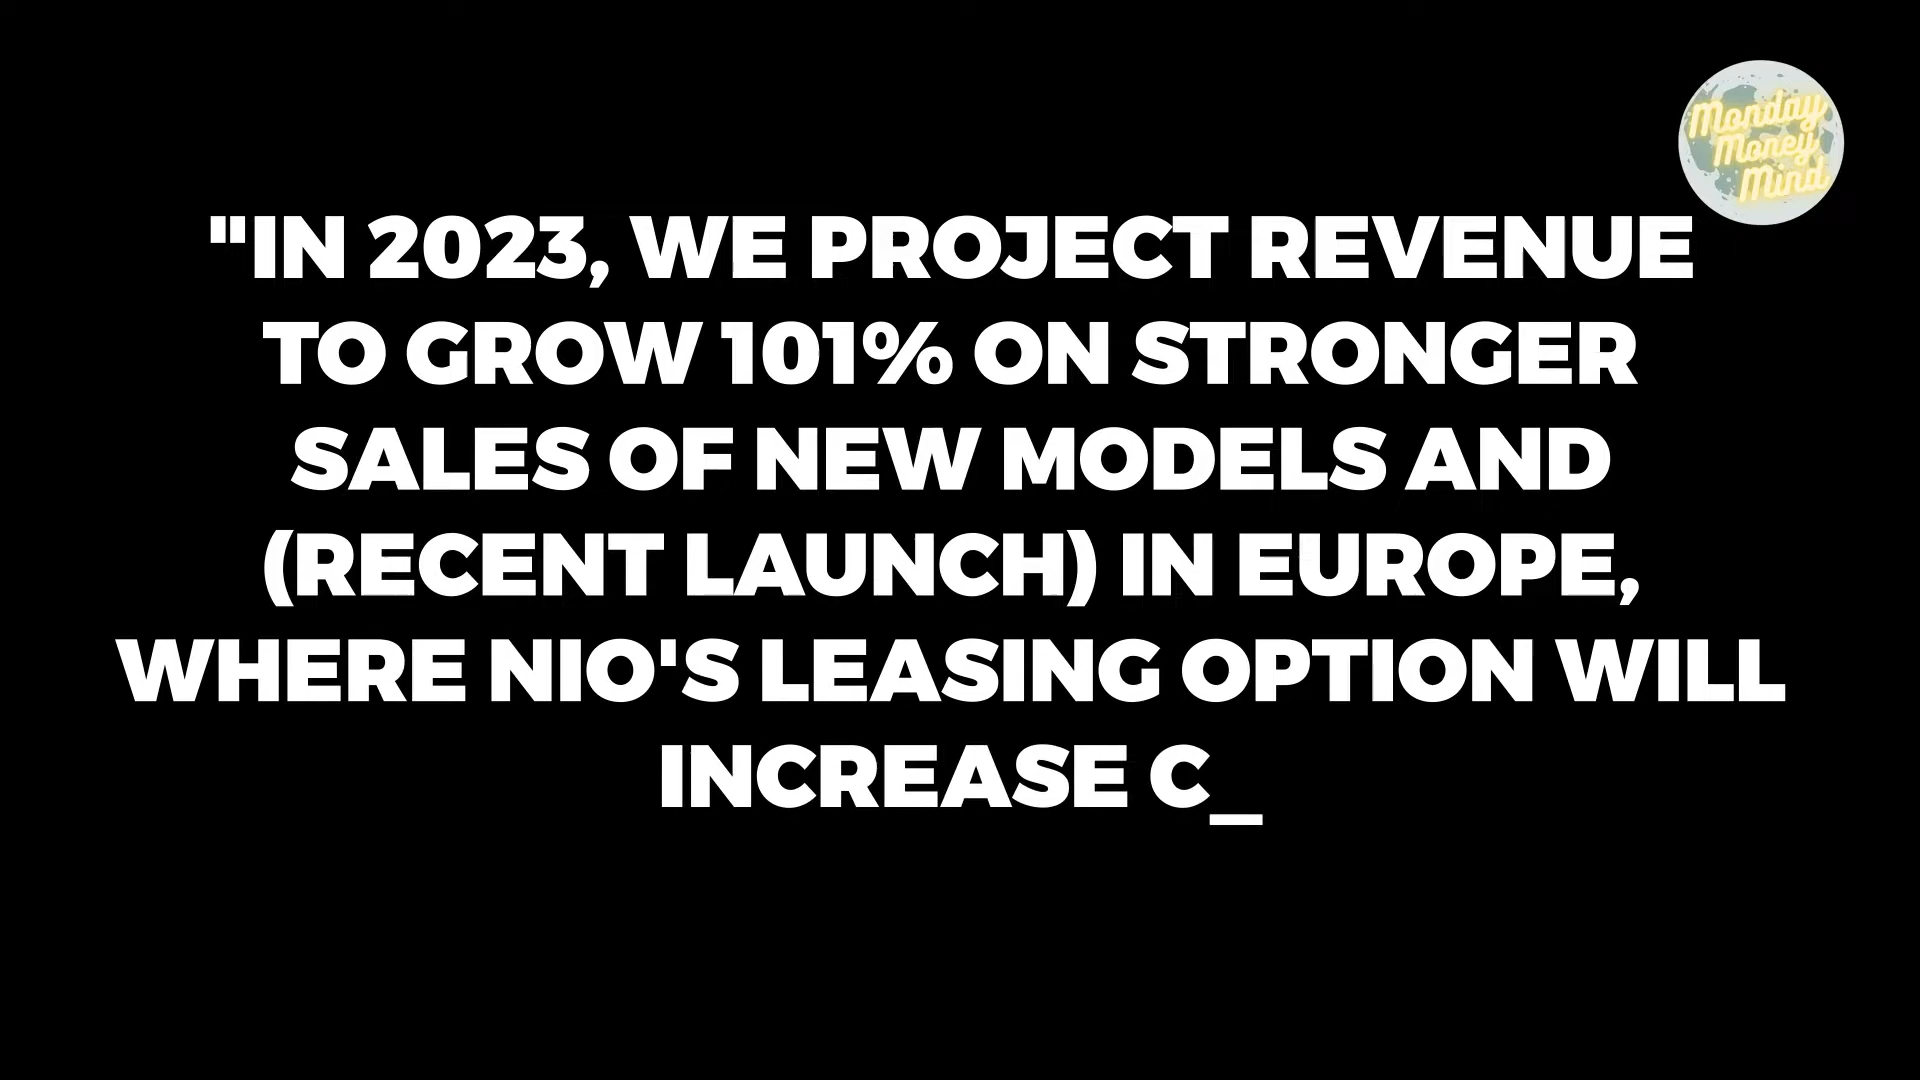 Monday
Money
Mind
"IN 2023, WE PROJECT REVENUE
TO GROW 101% ON STRONGER
SALES OF NEW MODELS AND
(RECENT LAUNCH) IN EUROPE,
WHERE NIO'S LEASING OPTION WILL
INCREASE C_